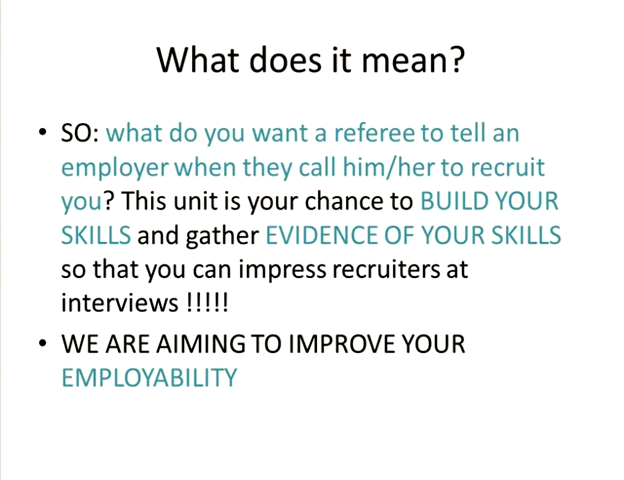 What does it mean?
• SO: what do you want a referee to tell an
employer when they call him/her to recruit
you? This unit is your chance to BUILD YOUR
SKILLS and gather EVIDENCE OF YOUR SKILLS
so that you can impress recruiters at
interviews !!!!!
• WE ARE AIMING TO IMPROVE YOUR
EMPLOYABILITY